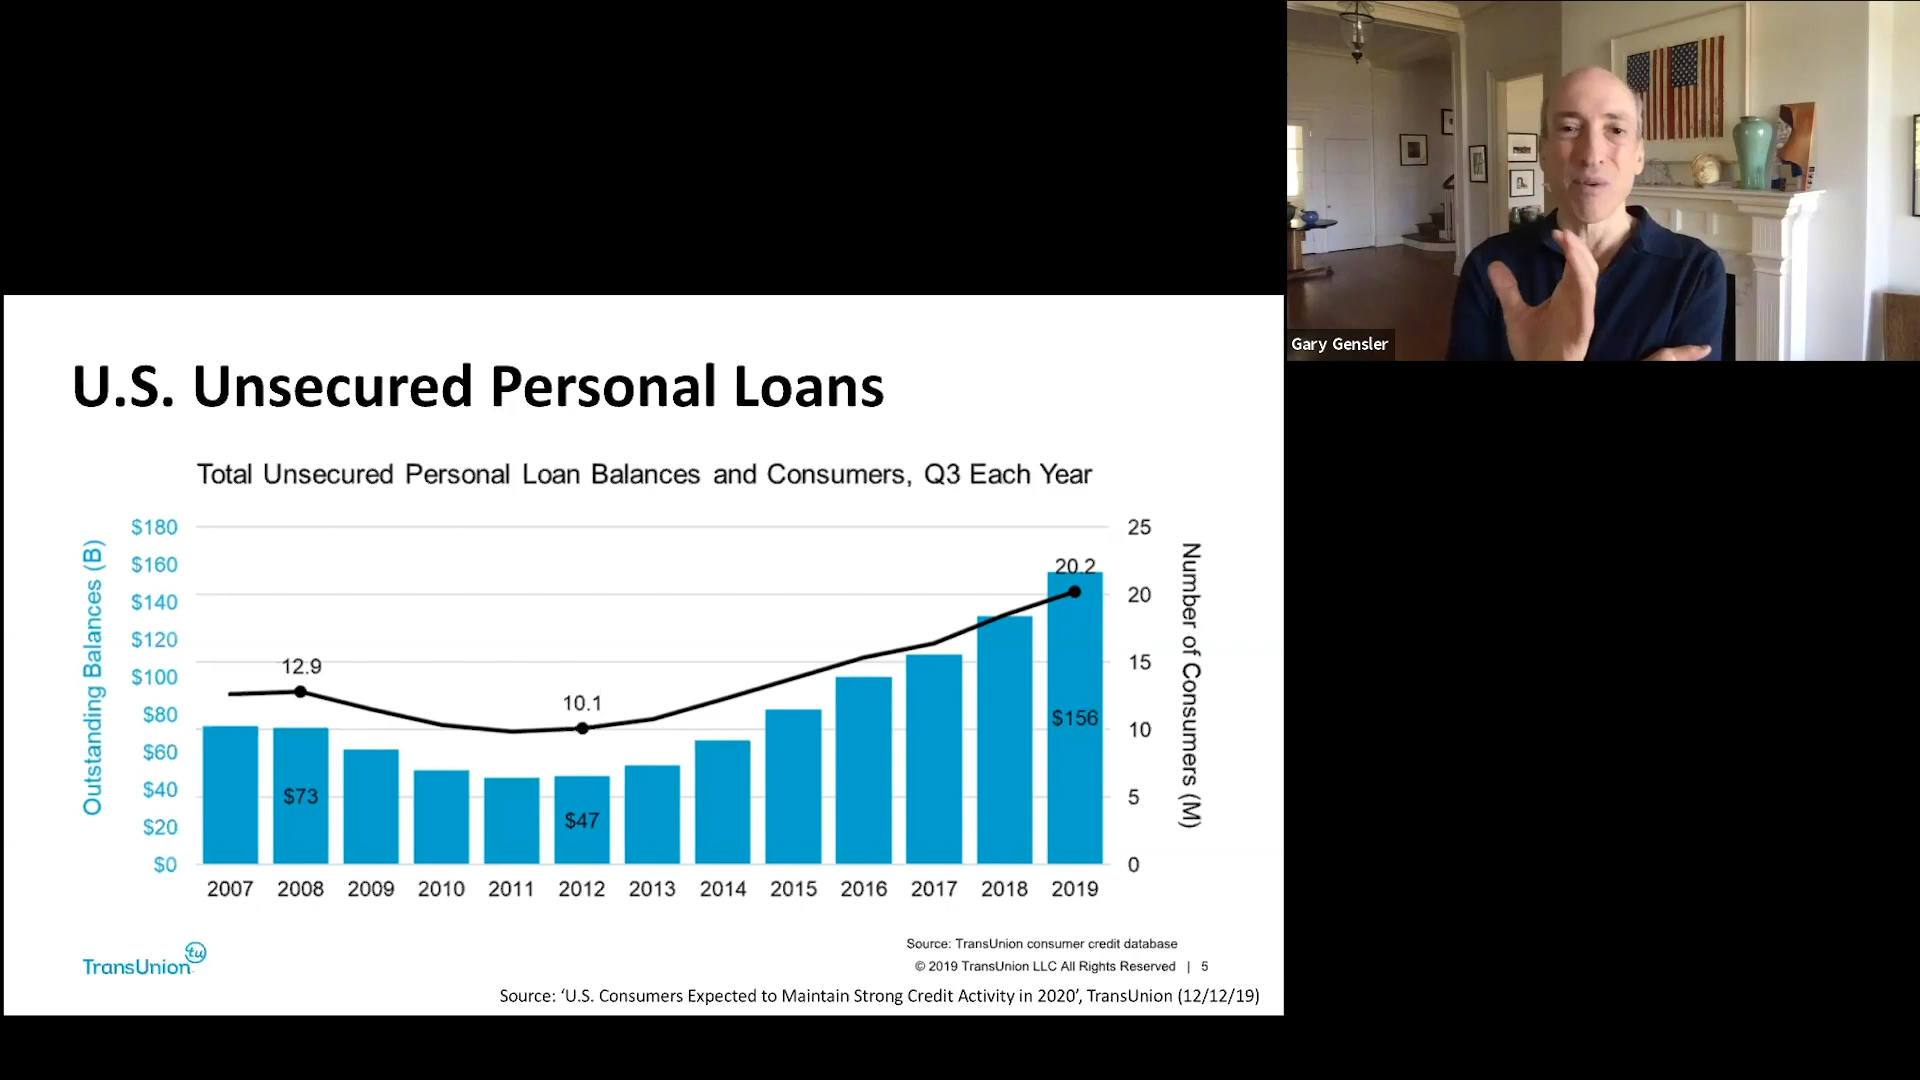 Gary Gensler
U.S. Unsecured Personal Loans
Total Unsecured Personal Loan Balances and Consumers, Q3 Each Year
Outstanding Balances (B)
$180
$160
$140
$120
$100
$80
$60
$40
$20
$0
12.9
10.1
20.2
$73
$47
$156
25
20
15
10
5
0
Number of Consumers (M)
2007 2008 2009 2010 2011 2012 2013 2014 2015 2016 2017 2018 2019
TransUnion tu
Source: TransUnion consumer credit database
© 2019 TransUnion LLC All Rights Reserved | 5
Source: ‘U.S. Consumers Expected to Maintain Strong Credit Activity in 2020’, TransUnion (12/12/19)